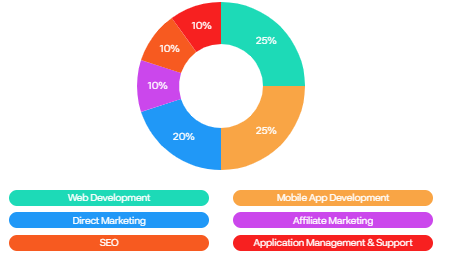 10%
25%
10%
10%
25%
20%
Web Development
Mobile App Development
Direct Marketing
Affiliate Marketing
SEO
Application Management & Support